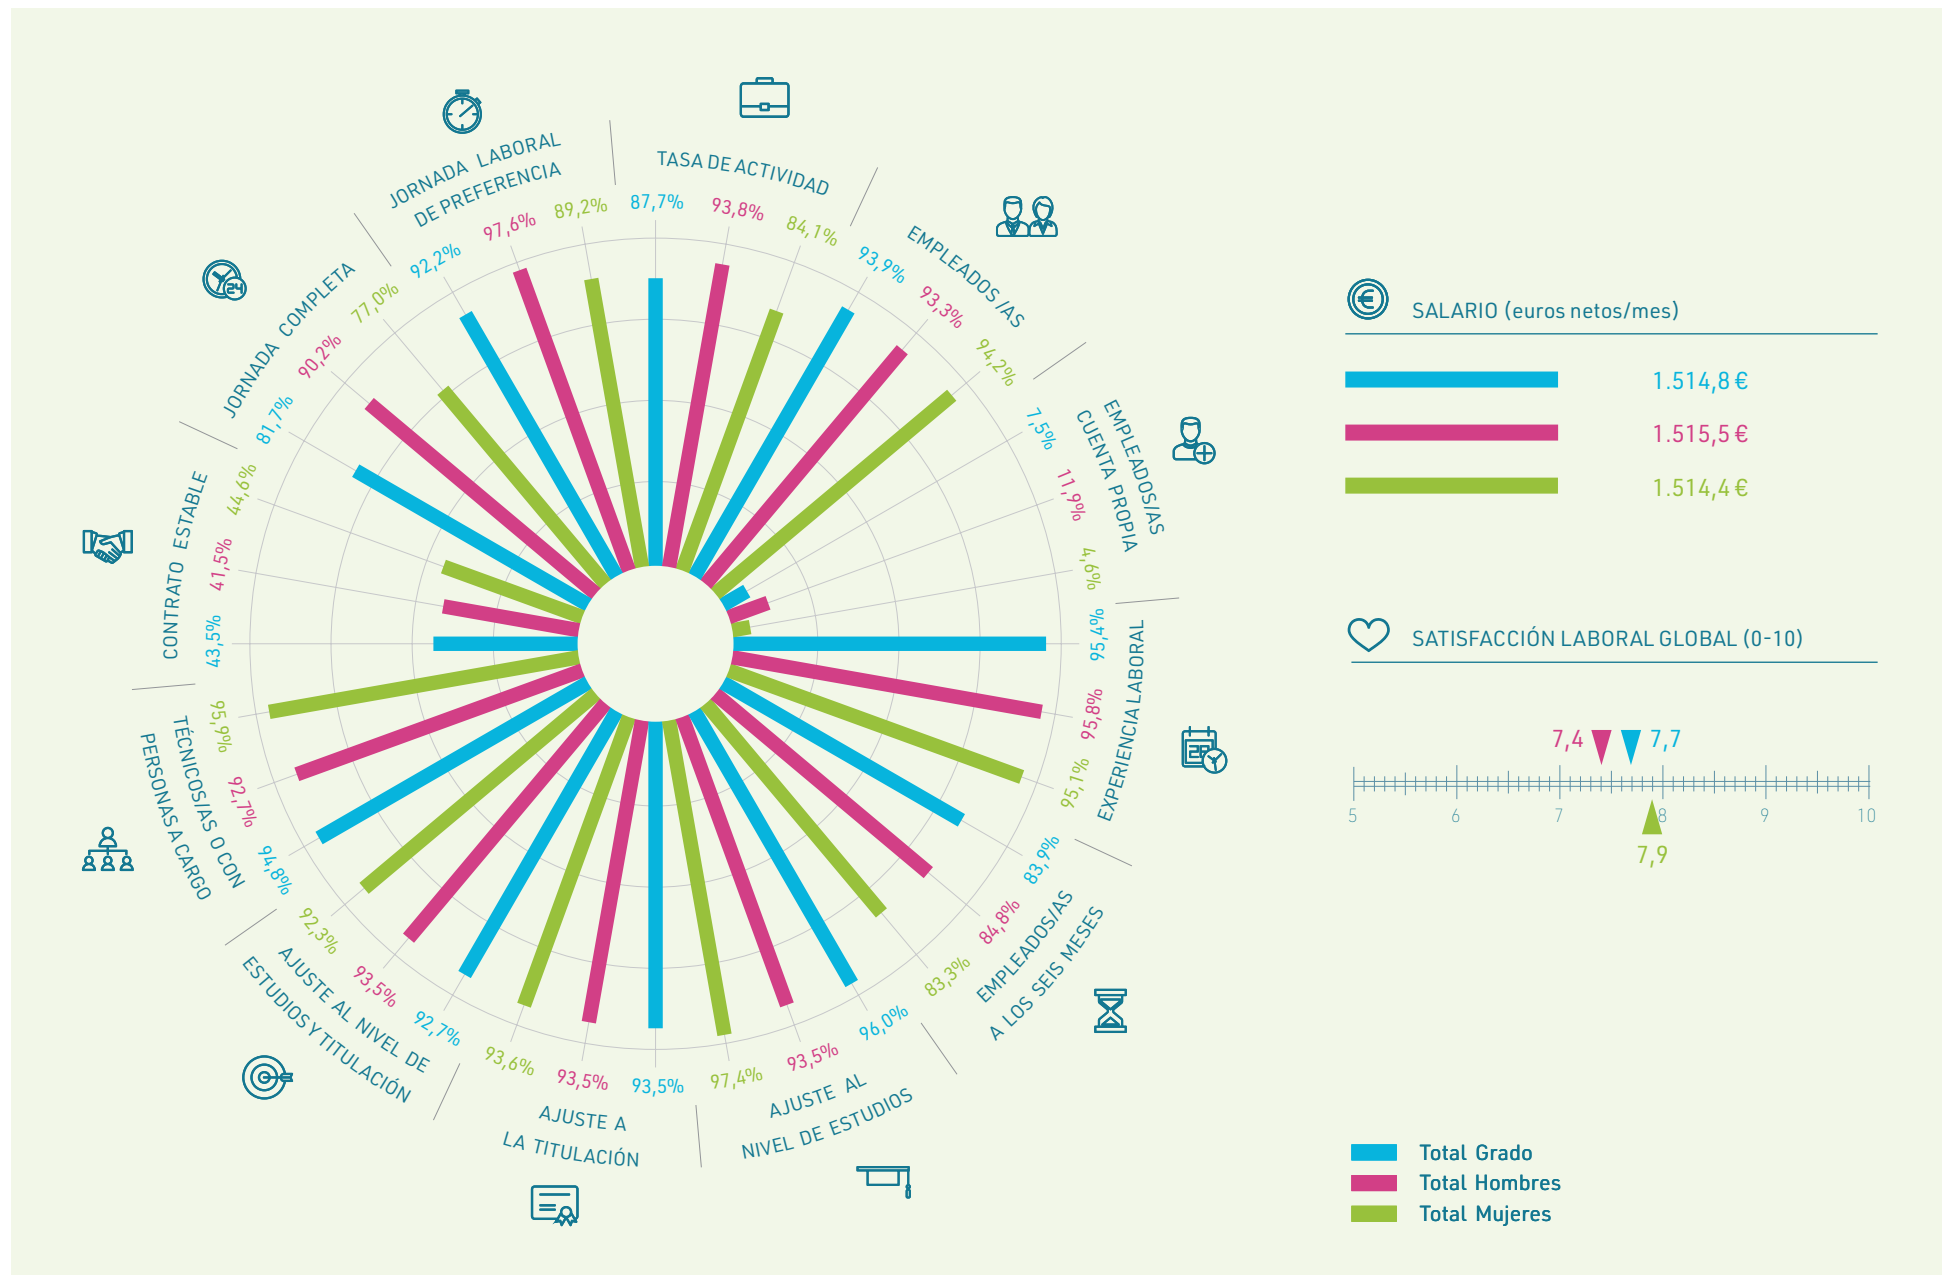 TASA DE ACTIVIDAD
87,7%
93,8%
84,1%
EMPLEADOS /AS
93,9%
93,3%
94,2%
EMPLEADOS/AS
CUENTA PROPIA
7,5%
11,9%
4,6%
EXPERIENCIA LABORAL
95,4%
95,8%
95,1%
EMPLEADOS/AS
A LOS SEIS MESES
83,9%
84,8%
83,3%
AJUSTE AL
NIVEL DE ESTUDIOS
96,0%
93,5%
97,4%
AJUSTE A
LA TITULACIÓN
93,5%
93,5%
93,6%
AJUSTE AL NIVEL DE
ESTUDIOS Y TITULACIÓN
92,7%
93,5%
92,3%
TÉCNICOS/AS O CON
PERSONAS A CARGO
94,8%
92,7%
95,9%
CONTRATO ESTABLE
43,5%
41,5%
44,6%
JORNADA COMPLETA
81,7%
90,2%
77,0%
JORNADA LABORAL
DE PREFERENCIA
92,2%
97,6%
89,2%
24
27
€
SALARIO (euros netos/mes)
1.514,8 €
1.515,5 €
1.514,4 €
SATISFACCIÓN LABORAL GLOBAL (0-10)
7,4 7,7
5 6 7 8 9 10
7,9
Total Grado
Total Hombres
Total Mujeres